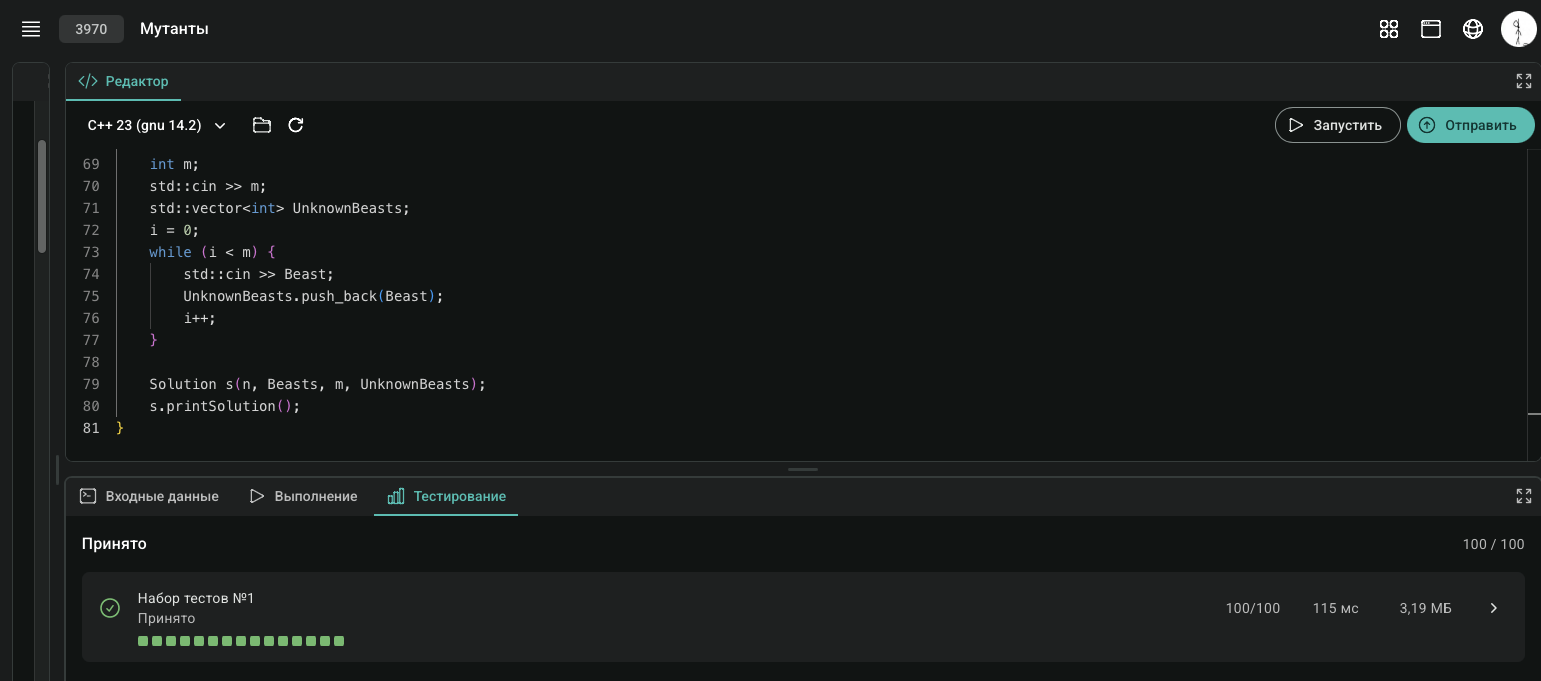 3970 Мутанты
Редактор
C++ 23 (gnu 14.2)
Запустить
Отправить
69 int m;
70 std::cin >> m;
71 std::vector<int> UnknownBeasts;
72 i = 0;
73 while (i < m) {
74 std::cin >> Beast;
75 UnknownBeasts.push_back(Beast);
76 i++;
77 }
78
79 Solution s(n, Beasts, m, UnknownBeasts);
80 s.printSolution();
81 }
Входные данные Выполнение Тестирование
Принято 100 / 100
Набор тестов №1
Принято
100/100 115 мс 3,19 МБ